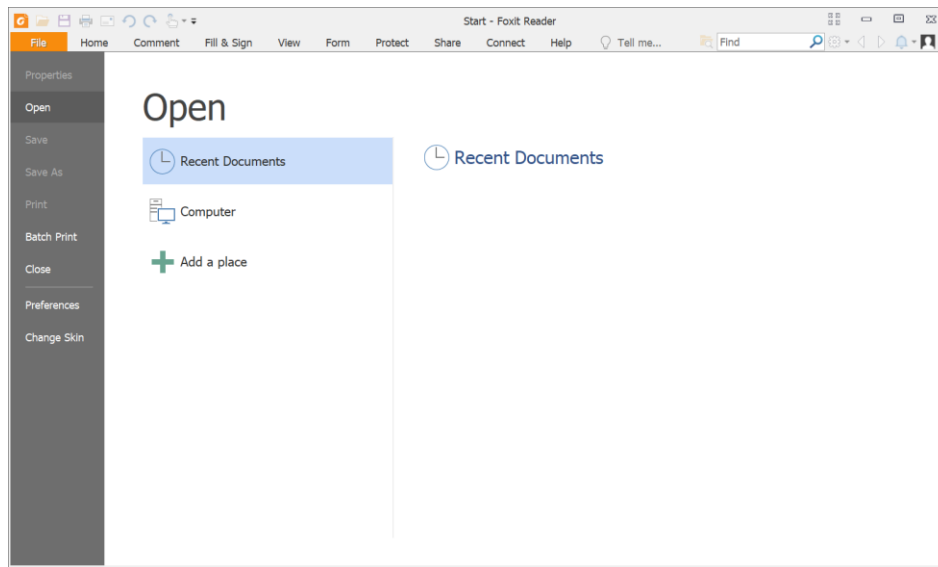 Start - Foxit Reader
File Home Comment Fill & Sign View Form Protect Share Connect Help Tell me... Find
Properties
Open
Save
Save As
Print
Batch Print
Close
Preferences
Change Skin
Open
Recent Documents
Computer
Add a place
Recent Documents